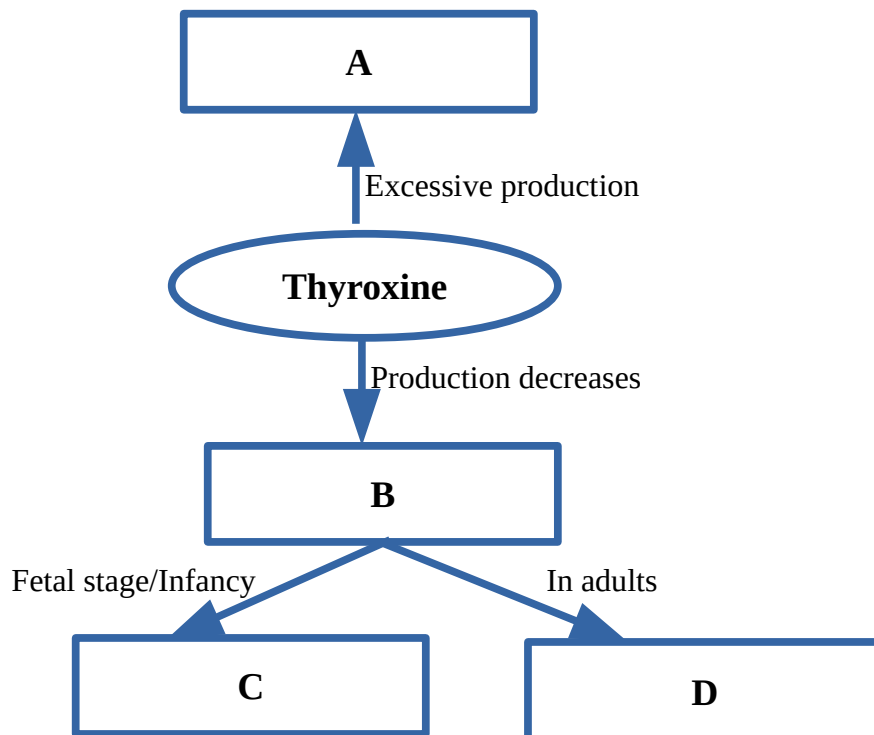 A
Excessive production
Thyroxine
Production decreases
B
Fetal stage/Infancy
In adults
C
D